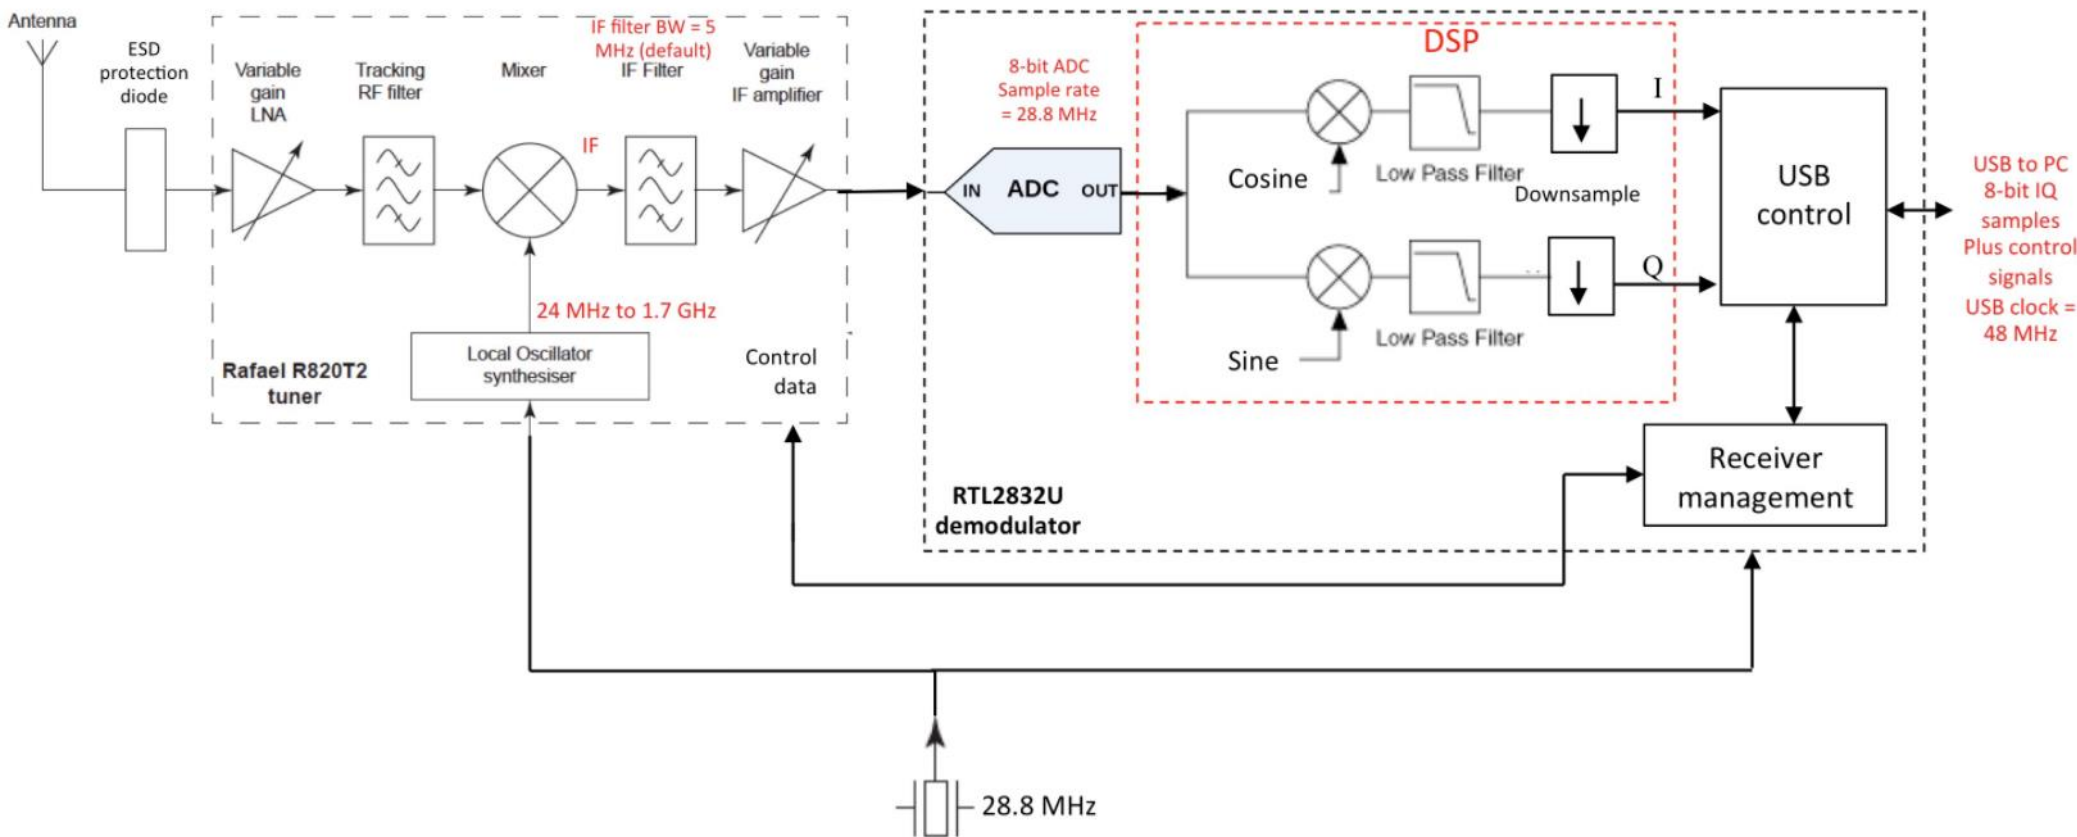 Antenna
ESD
protection
diode
Variable
gain
LNA
Tracking
RF filter
Mixer
IF filter BW = 5
MHz (default)
IF Filter
Variable
gain
IF amplifier
IF
24 MHz to 1.7 GHz
Local Oscillator
synthesiser
Rafael R820T2
tuner
Control
data
8-bit ADC
Sample rate
= 28.8 MHz
IN
ADC
OUT
DSP
Cosine
Low Pass Filter
Downsample
I
Sine
Low Pass Filter
Q
USB
control
USB to PC
8-bit IQ
samples
Plus control
signals
USB clock =
48 MHz
Receiver
management
RTL2832U
demodulator
28.8 MHz